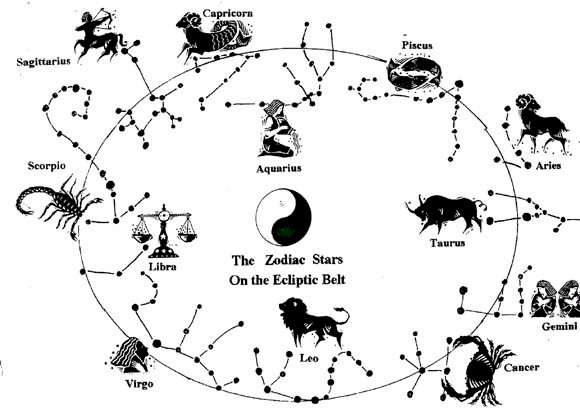 Capricorn
Sagittarius
Piscus
Aries
Aquarius
Scorpio
Taurus
Libra
The Zodiac Stars
On the Ecliptic Belt
Gemini
Leo
Cancer
Virgo